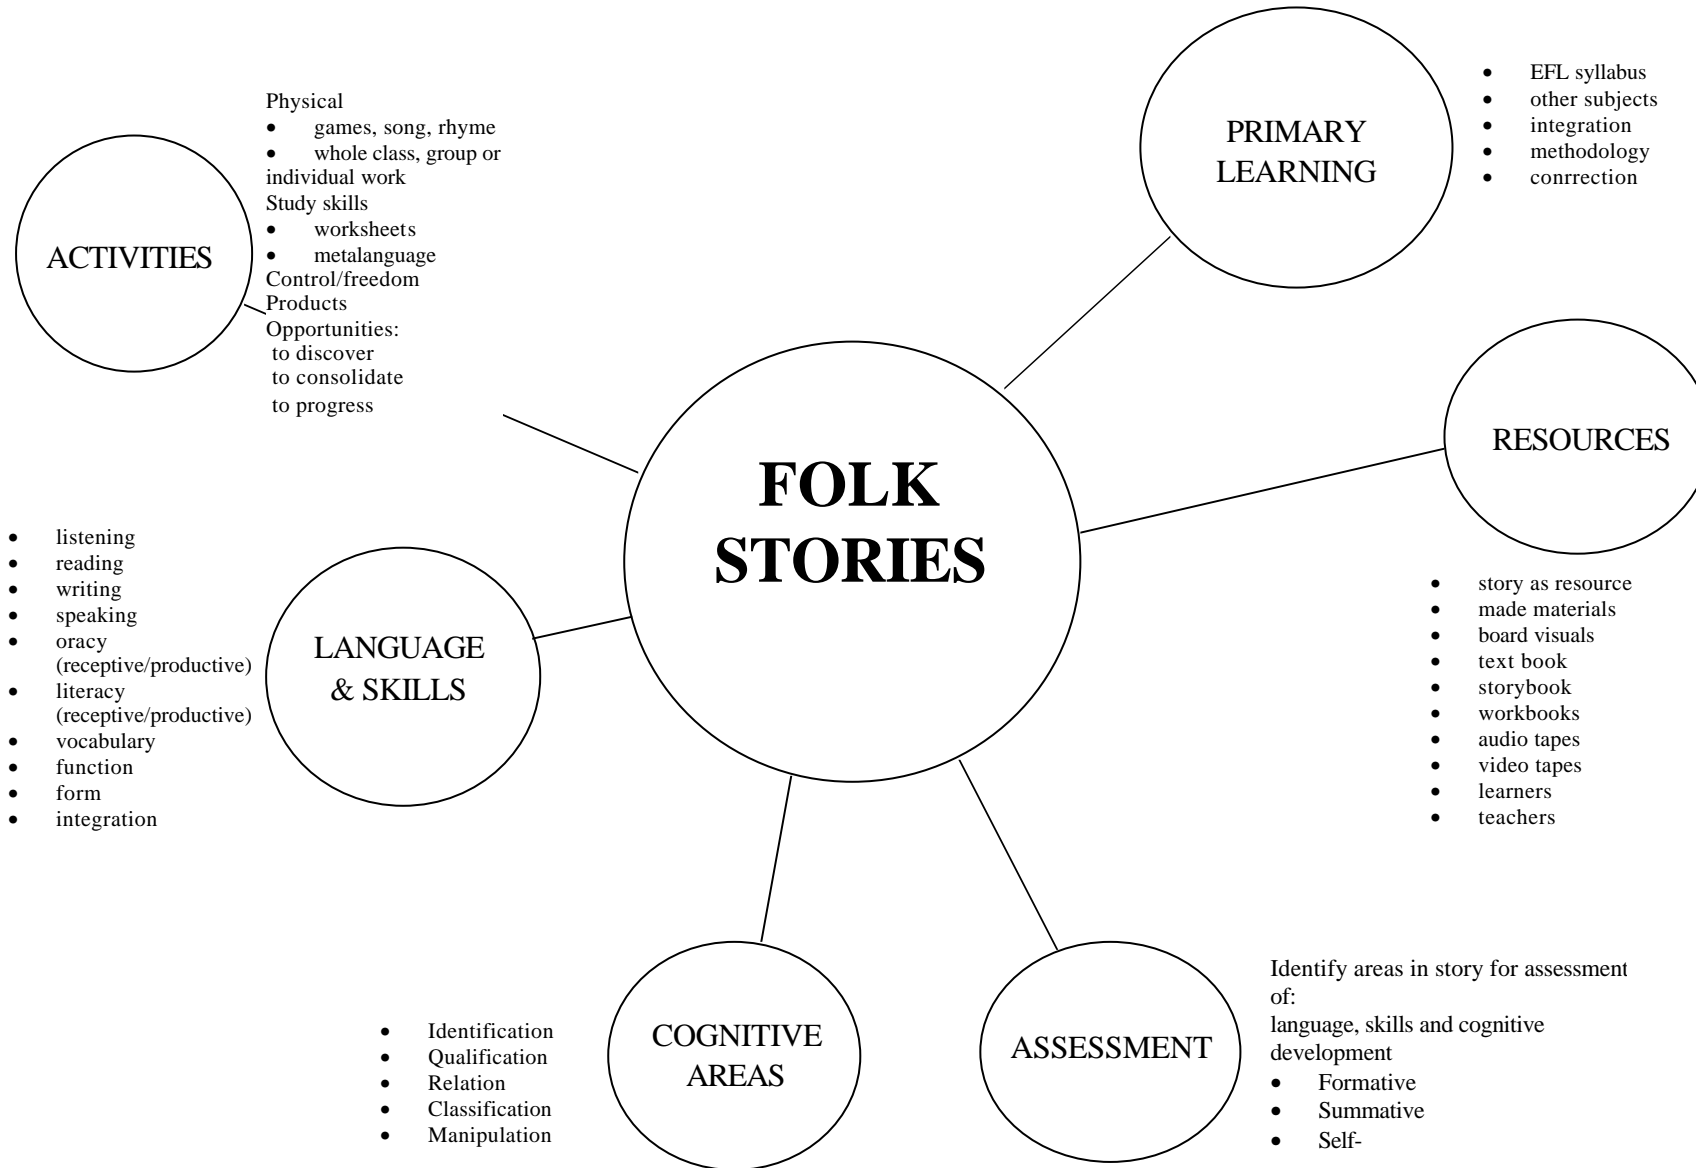 FOLK
STORIES
PRIMARY
LEARNING
• EFL syllabus
• other subjects
• integration
• methodology
• conrrection
RESOURCES
• story as resource
• made materials
• board visuals
• text book
• storybook
• workbooks
• audio tapes
• video tapes
• learners
• teachers
ASSESSMENT
Identify areas in story for assessment
of:
language, skills and cognitive
development
• Formative
• Summative
• Self-
COGNITIVE
AREAS
• Identification
• Qualification
• Relation
• Classification
• Manipulation
LANGUAGE
& SKILLS
• listening
• reading
• writing
• speaking
• oracy
(receptive/productive)
• literacy
(receptive/productive)
• vocabulary
• function
• form
• integration
ACTIVITIES
Physical
• games, song, rhyme
• whole class, group or
individual work
Study skills
• worksheets
• metalanguage
Control/freedom
Products
Opportunities:
to discover
to consolidate
to progress